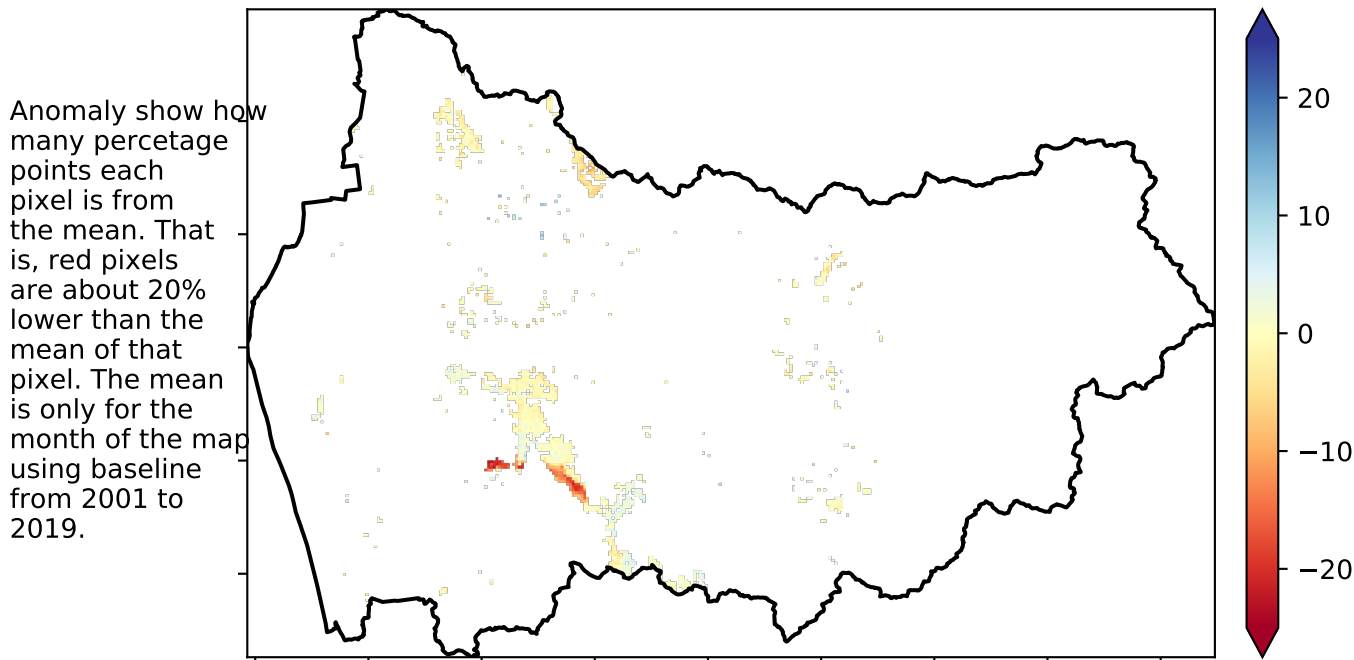 Anomaly show how
many percetage
points each
pixel is from
the mean. That
is, red pixels
are about 20%
lower than the
mean of that
pixel. The mean
is only for the
month of the map
using baseline
from 2001 to
2019.
20
10
0
−10
−20